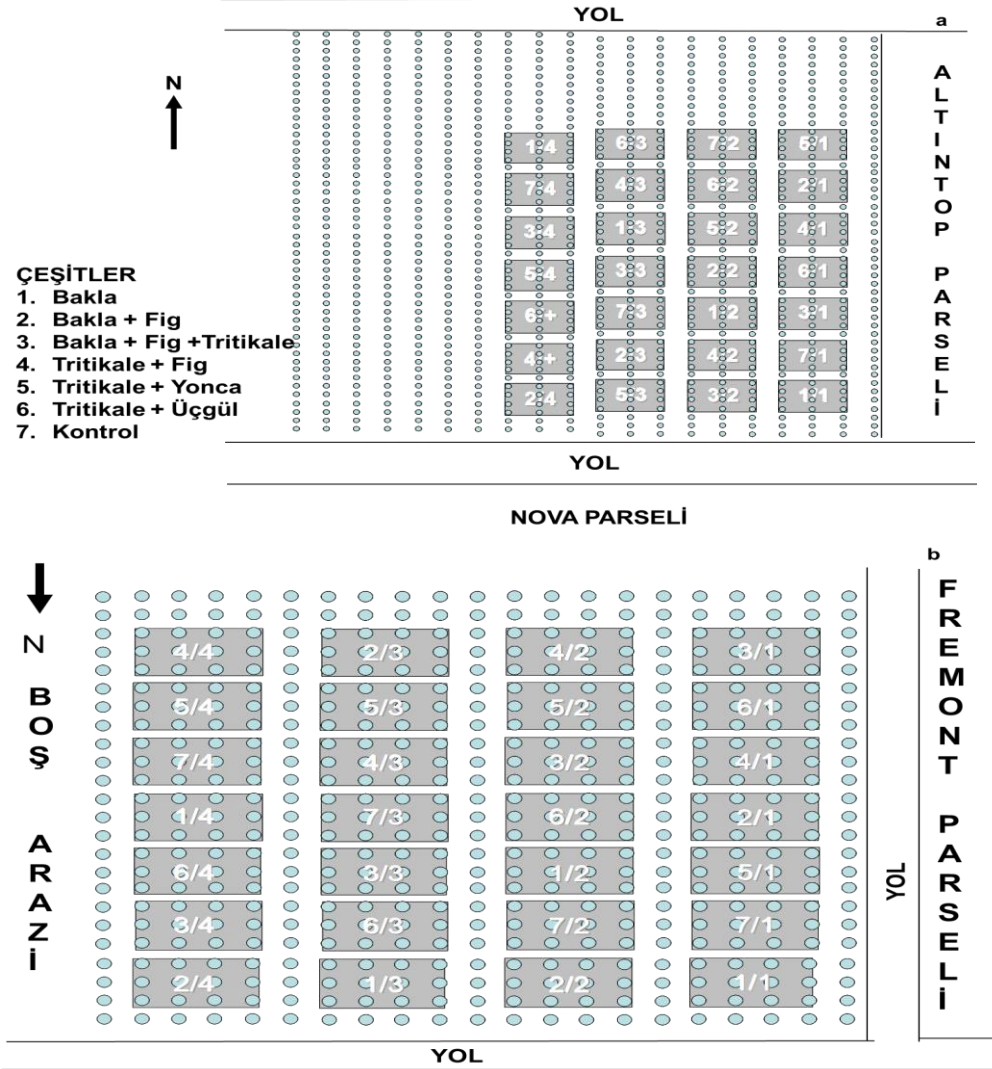 YOL
a
N
ALTINTOP PARSELİ
1/4 6/3 7/2 5/1
7/4 4/3 6/2 2/1
3/4 1/3 5/2 4/1
5/4 3/3 2/2 6/1
6/4 7/3 1/2 3/1
4/4 2/3 4/2 7/1
2/4 5/3 3/2 1/1
ÇEŞİTLER
1. Bakla
2. Bakla + Fig
3. Bakla + Fig +Tritikale
4. Tritikale + Fig
5. Tritikale + Yonca
6. Tritikale + Üçgül
7. Kontrol
YOL
NOVA PARSELİ
b
N
BOŞ ARAZİ
4/4 2/3 4/2 3/1
5/4 5/3 5/2 6/1
7/4 4/3 3/2 4/1
1/4 7/3 6/2 2/1
6/4 3/3 1/2 5/1
3/4 6/3 7/2 7/1
2/4 1/3 2/2 1/1
YOL
FREMONT PARSELİ
YOL